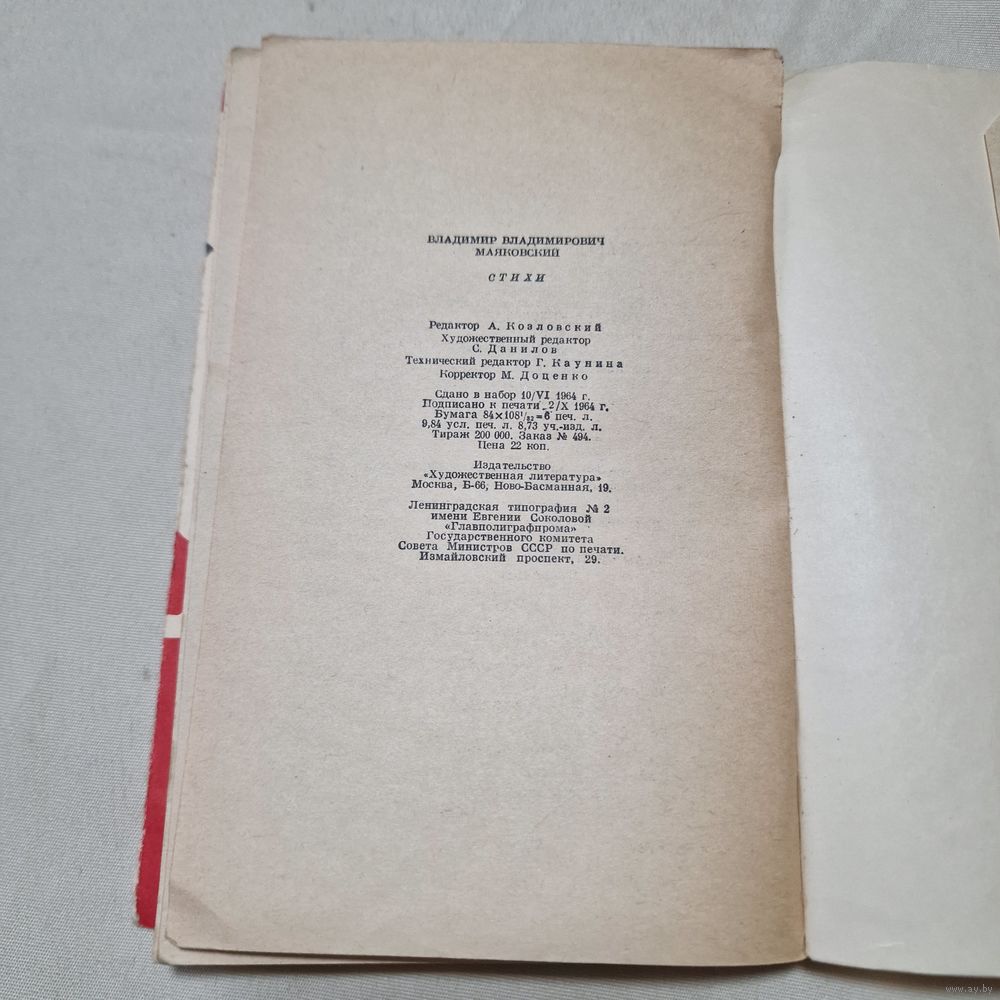 ВЛАДИМИР ВЛАДИМИРОВИЧ
МАЯКОВСКИЙ
СТИХИ
Редактор А. Козловский
Художественный редактор
С. Данилов
Технический редактор Г. Каунина
Корректор М. Доценко
Сдано в набор 10/VI 1964 г.
Подписано к печати 2/X 1964 г.
Бумага 84×108¹/₃₂=6 печ. л.
9,84 усл. печ. л. 8,73 уч.-изд. л.
Тираж 200 000. Заказ № 494.
Цена 22 коп.
Издательство
«Художественная литература»
Москва, Б-66, Ново-Басманная, 19.
Ленинградская типография № 2
имени Евгении Соколовой
«Главполиграфпрома»
Государственного комитета
Совета Министров СССР по печати.
Измайловский проспект, 29.
www.ay.by